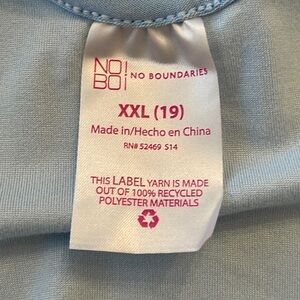 NO!
BO!
NO BOUNDARIES
XXL (19)
Made in/Hecho en China
RN# 52469 S14
THIS LABEL YARN IS MADE
OUT OF 100% RECYCLED
POLYESTER MATERIALS